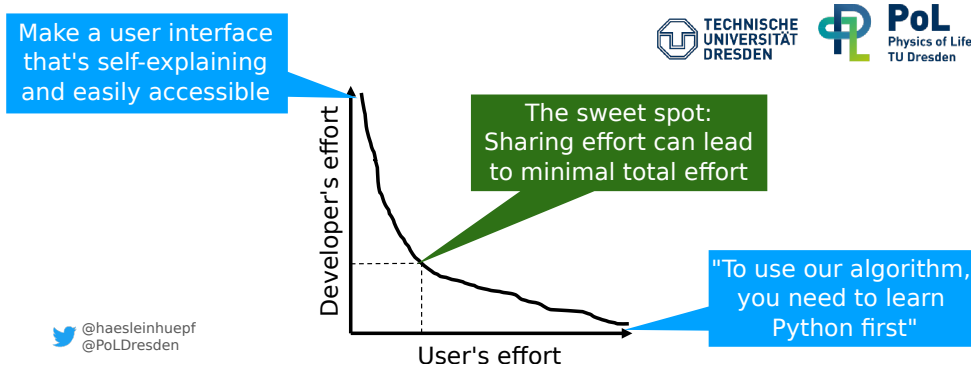 Make a user interface
that's self-explaining
and easily accessible
TECHNISCHE
UNIVERSITÄT
DRESDEN
PoL
Physics of Life
TU Dresden
The sweet spot:
Sharing effort can lead
to minimal total effort
Developer's effort
"To use our algorithm,
you need to learn
Python first"
@haesleinhuepf
@PoLDresden
User's effort